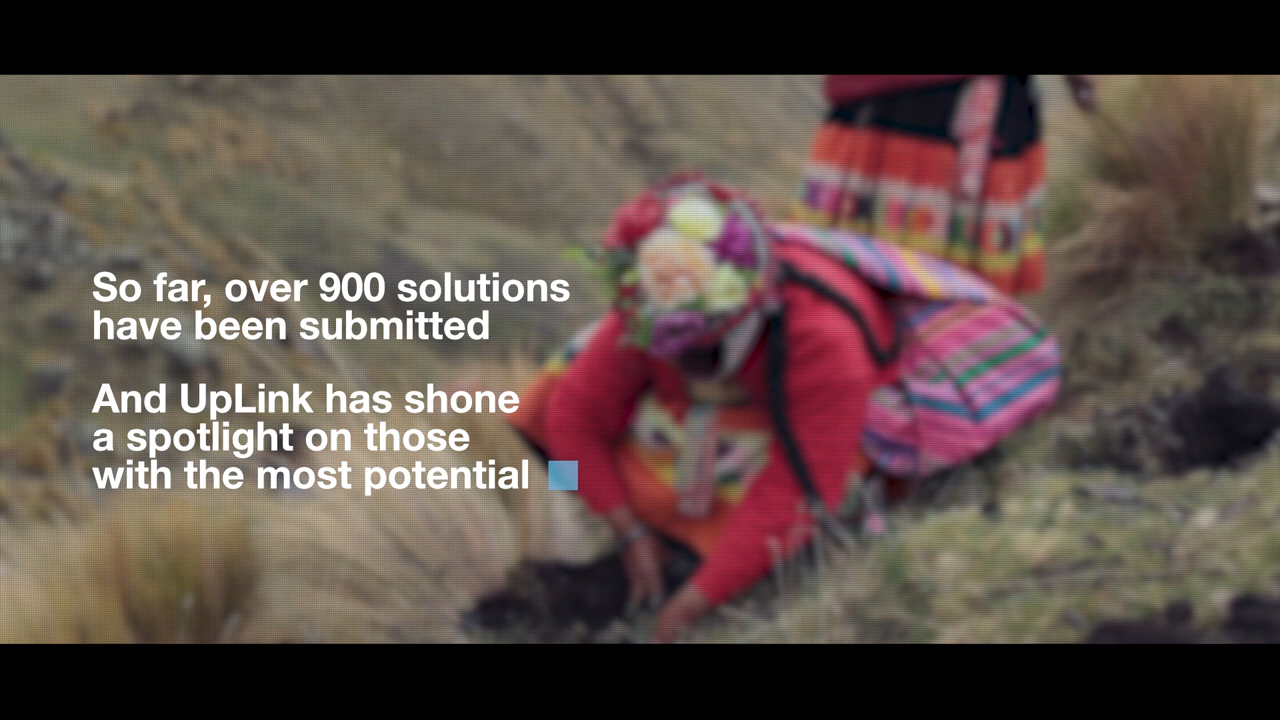 So far, over 900 solutions
have been submitted
And UpLink has shone
a spotlight on those
with the most potential